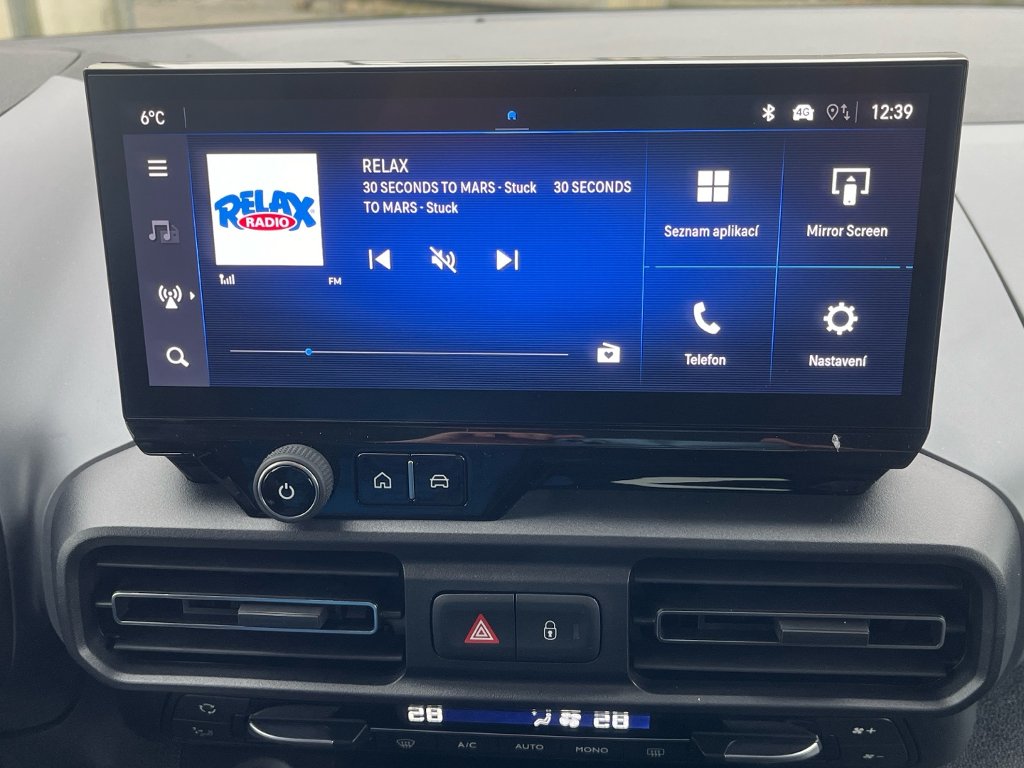 6°C
4G
12:39
RELAX
30 SECONDS TO MARS - Stuck 30 SECONDS
TO MARS - Stuck
RELAX
RADIO
FM
Seznam aplikací
Mirror Screen
Telefon
Nastavení
28
28
A/C
AUTO
MONO